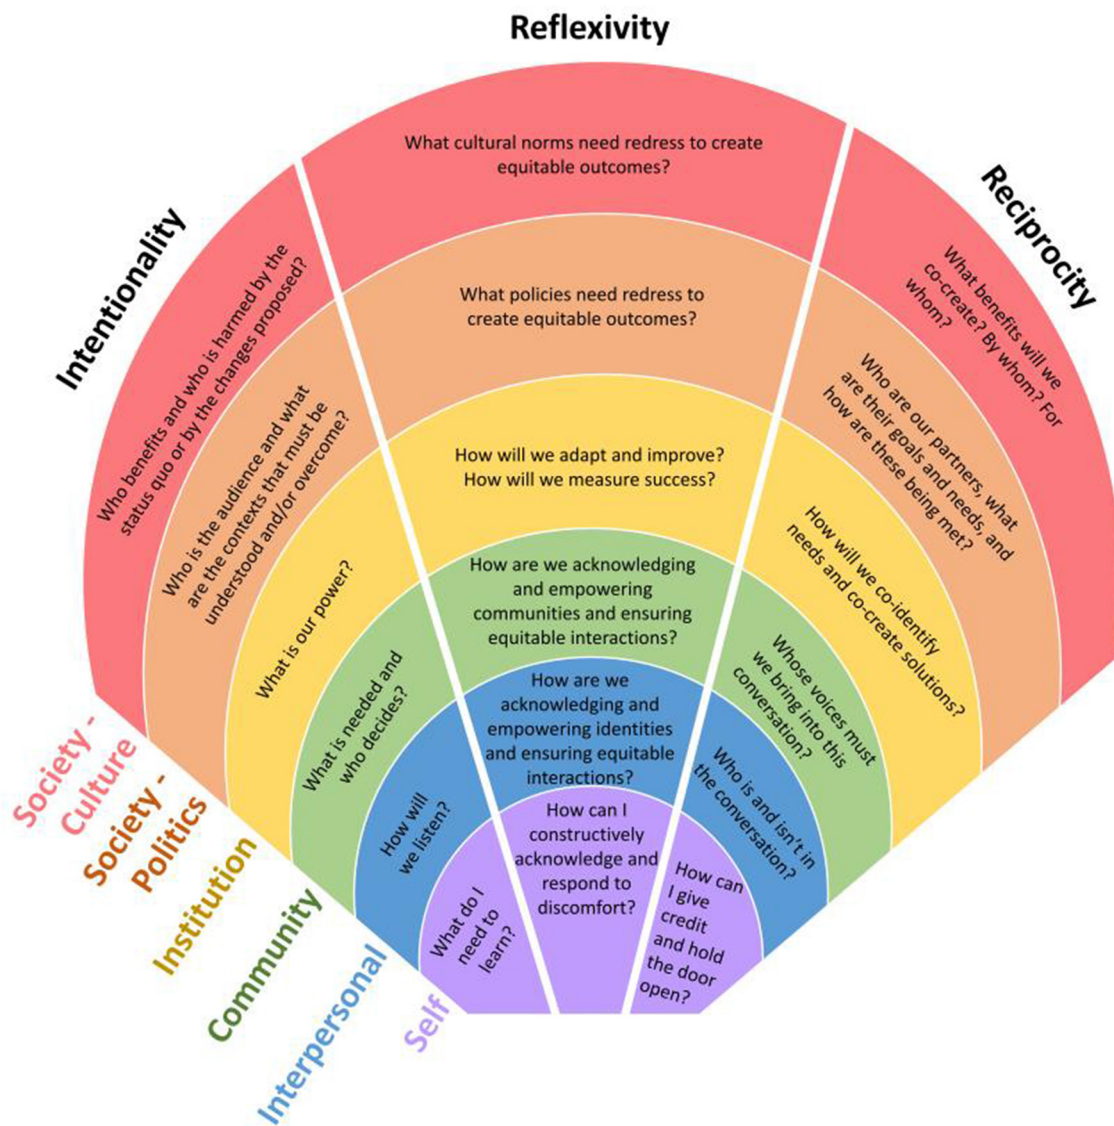 Reflexivity
Intentionality
Reciprocity
What cultural norms need redress to create
equitable outcomes?
Who benefits and who is harmed by the
status quo or by the changes proposed?
What benefits will we
co-create? By whom? For
whom?
What policies need redress to
create equitable outcomes?
Who is the audience and what
are the contexts that must be
understood and/or overcome?
Who are our partners, what
are their goals and needs, and
how are these being met?
How will we adapt and improve?
How will we measure success?
What is our power?
How will we co-identify
needs and co-create solutions?
How are we acknowledging
and empowering
communities and ensuring
equitable interactions?
What is needed and
who decides?
Whose voices must
we bring into this
conversation?
How are we
acknowledging and
empowering identities
and ensuring equitable
interactions?
How will
we listen?
Who is and isn't in
the conversation?
How can I
constructively
acknowledge and
respond to
discomfort?
What do I
need to
learn?
How can
I give
credit
and hold
the door
open?
Society -
Culture
Society -
Politics
Institution
Community
Interpersonal
Self